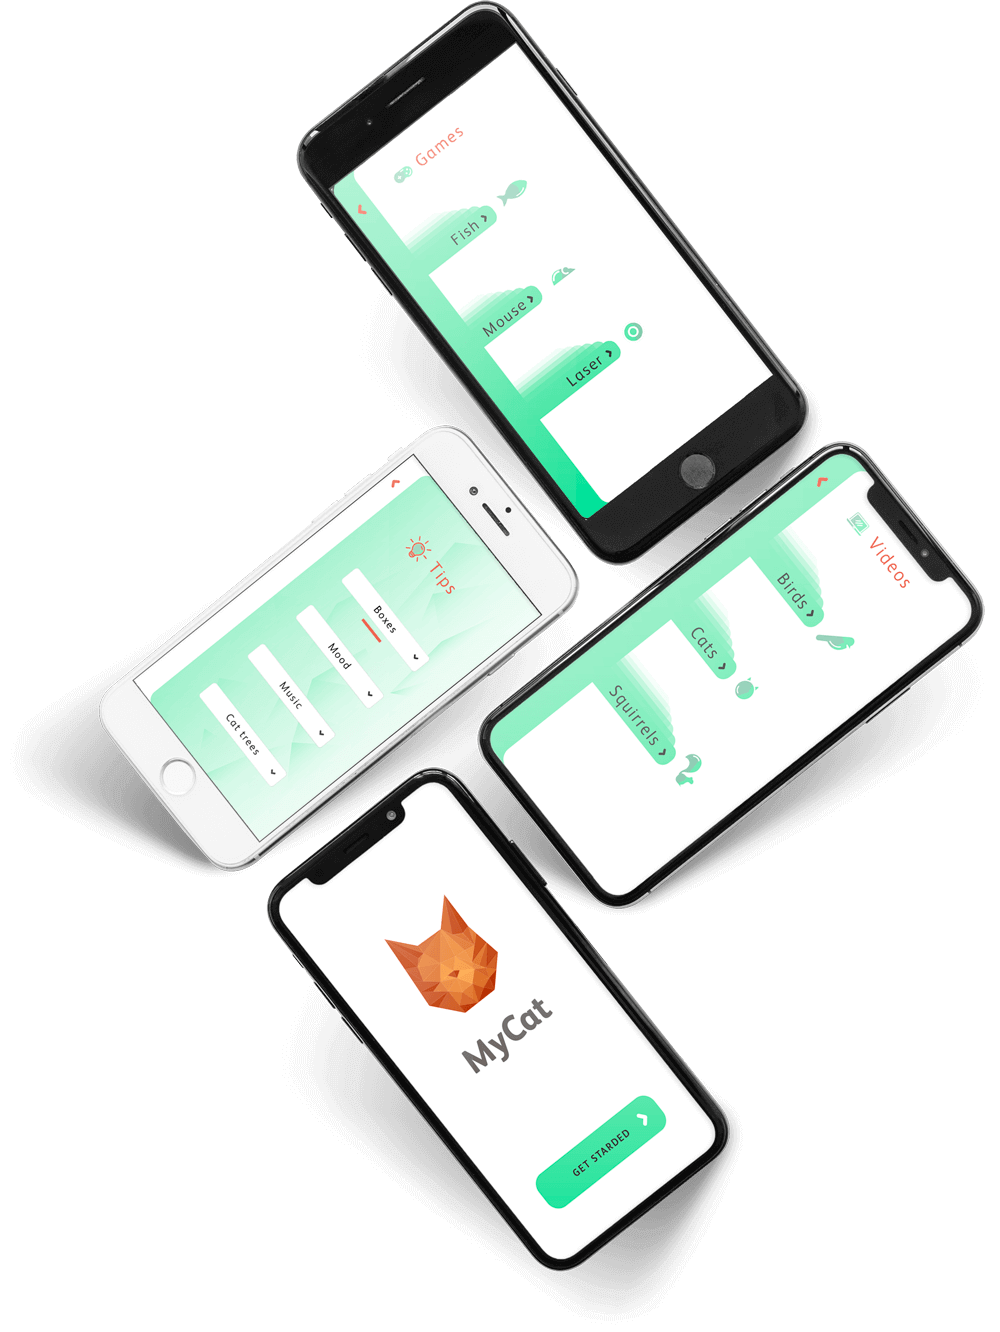 Games
Fish
Mouse
Laser
Tips
Boxes
Mood
Music
Cat trees
Videos
Birds
Cats
Squirrels
MyCat
GET STARDED